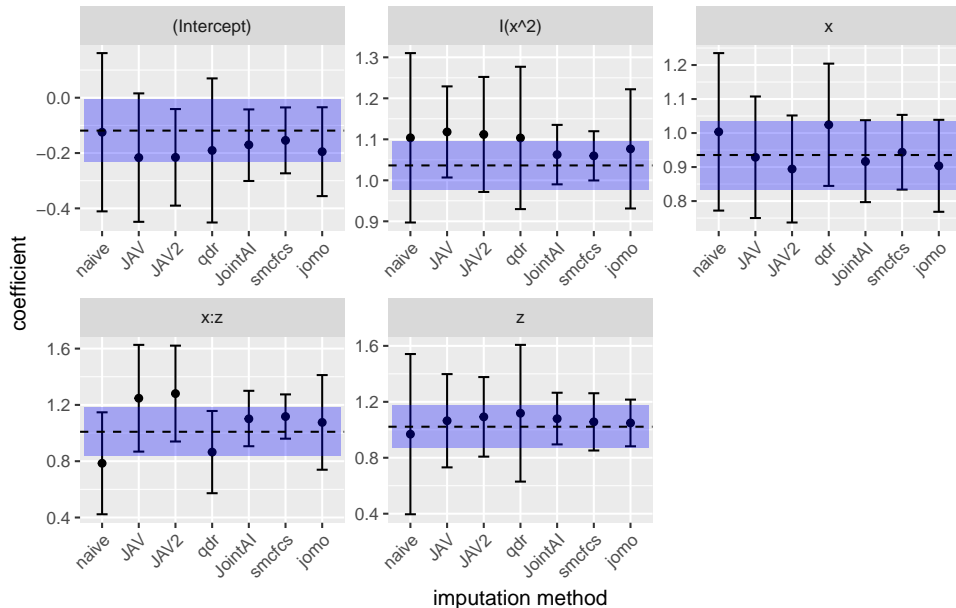 (Intercept)
I(x^2)
x
0.0
−0.2
−0.4
1.3
1.2
1.1
1.0
0.9
1.2
1.1
1.0
0.9
0.8
naive
JAV
JAV2
qdr
JointAI
smcfcs
jomo
naive
JAV
JAV2
qdr
JointAI
smcfcs
jomo
naive
JAV
JAV2
qdr
JointAI
smcfcs
jomo
coefficient
x:z
z
1.6
1.2
0.8
0.4
1.6
1.2
0.8
0.4
naive
JAV
JAV2
qdr
JointAI
smcfcs
jomo
naive
JAV
JAV2
qdr
JointAI
smcfcs
jomo
imputation method